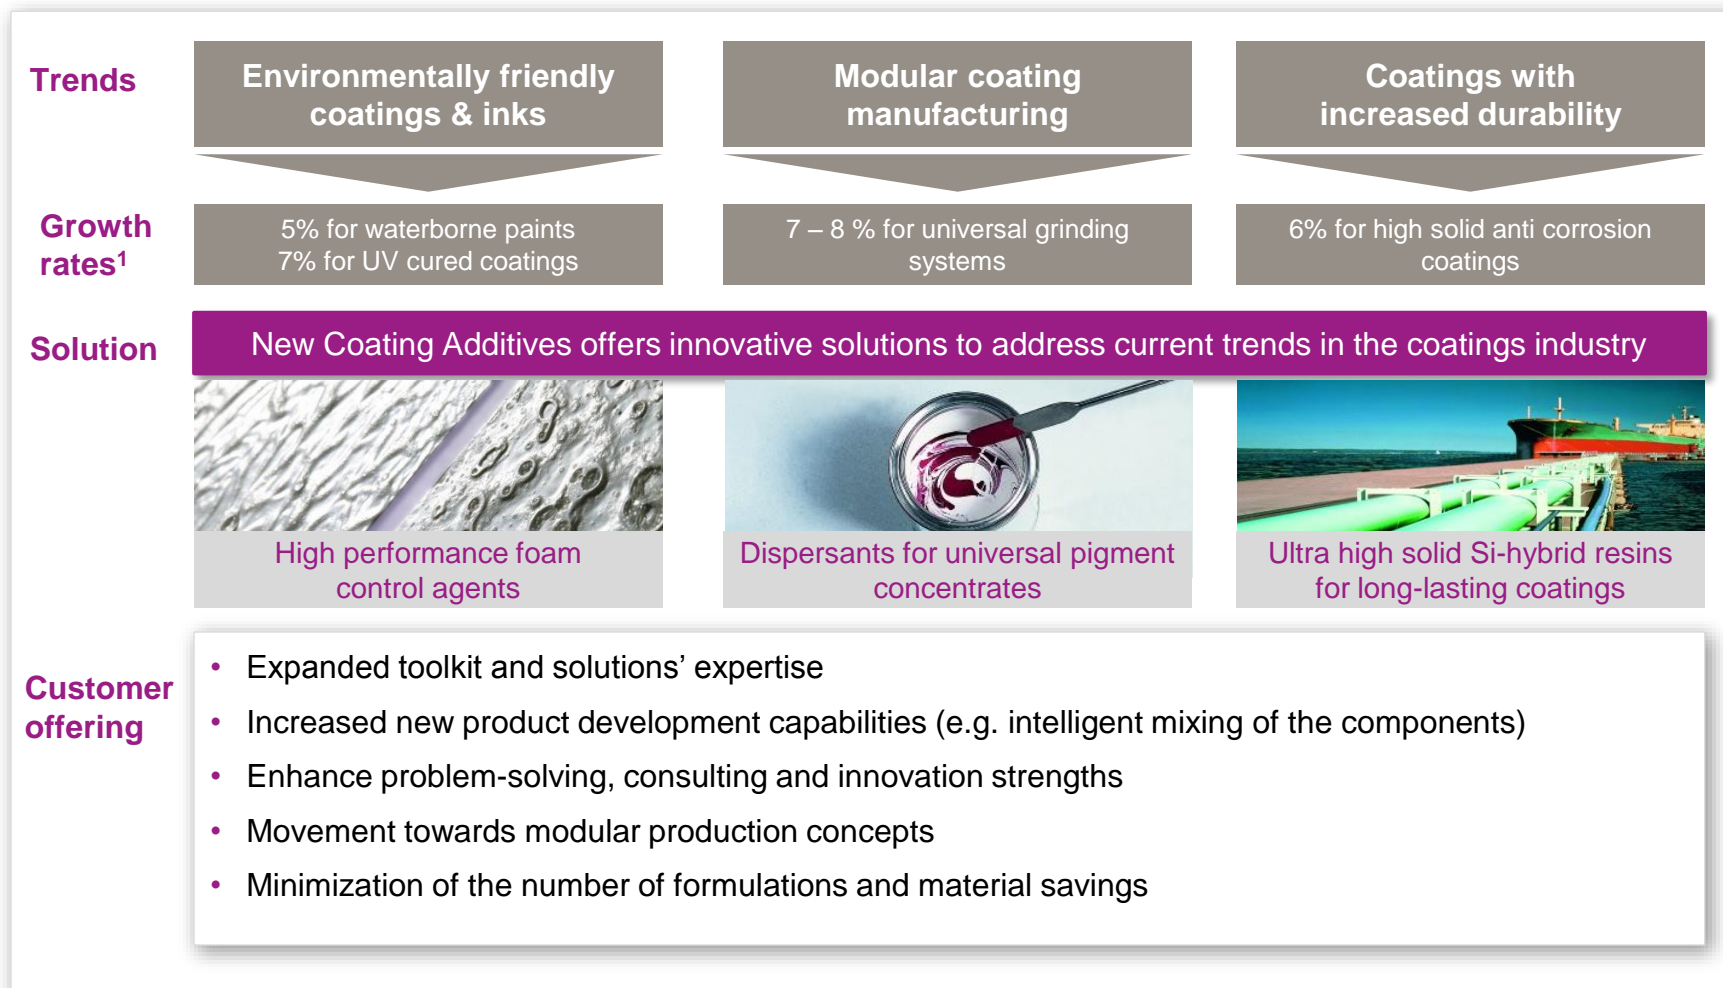 Trends
Environmentally friendly
coatings & inks
Modular coating
manufacturing
Coatings with
increased durability
Growth
rates¹
5% for waterborne paints
7% for UV cured coatings
7 – 8 % for universal grinding
systems
6% for high solid anti corrosion
coatings
Solution
New Coating Additives offers innovative solutions to address current trends in the coatings industry
High performance foam
control agents
Dispersants for universal pigment
concentrates
Ultra high solid Si-hybrid resins
for long-lasting coatings
Customer
offering
• Expanded toolkit and solutions’ expertise
• Increased new product development capabilities (e.g. intelligent mixing of the components)
• Enhance problem-solving, consulting and innovation strengths
• Movement towards modular production concepts
• Minimization of the number of formulations and material savings